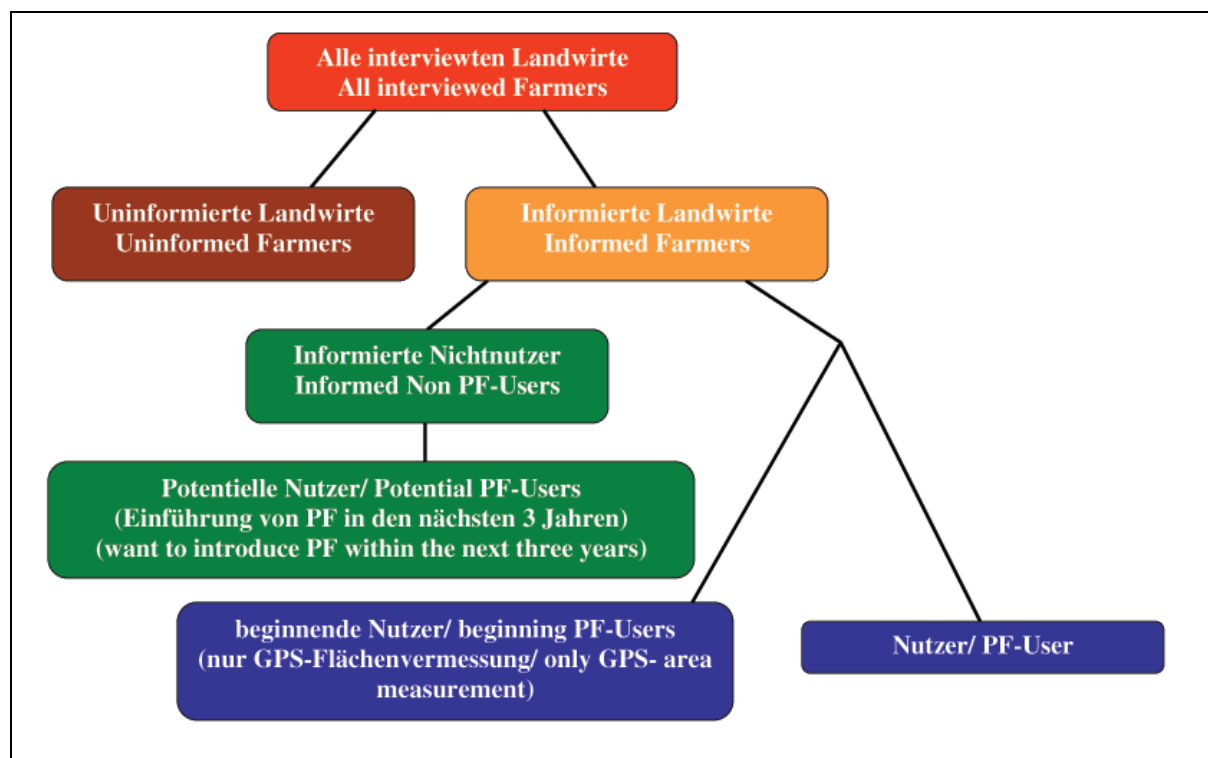 Alle interviewten Landwirte
All interviewed Farmers
Uninformierte Landwirte
Uninformed Farmers
Informierte Landwirte
Informed Farmers
Informierte Nichtnutzer
Informed Non PF-Users
Potentielle Nutzer/ Potential PF-Users
(Einführung von PF in den nächsten 3 Jahren)
(want to introduce PF within the next three years)
beginnende Nutzer/ beginning PF-Users
(nur GPS-Flächenvermessung/ only GPS- area
measurement)
Nutzer/ PF-User